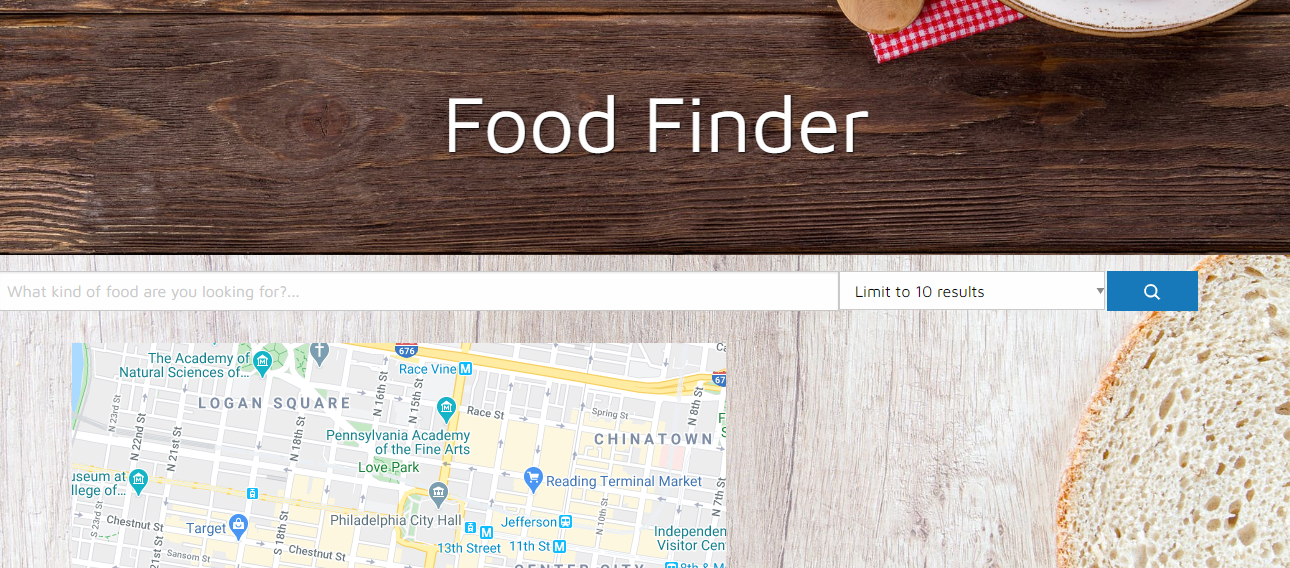 Food Finder
What kind of food are you looking for?...
Limit to 10 results
676
The Academy of
Natural Sciences of...
Race Vine M
LOGAN SQUARE
N 16th St
N 15th St
N 8th St
N 23rd St
N 22nd St
N 21st St
N 18th St
Race St
Spring St
Pennsylvania Academy
of the Fine Arts
CHINATOWN
Love Park
useum at
llege of...
Reading Terminal Market
N 7th St
N 10th St
Philadelphia City Hall
Chestnut St
S 23rd St
Target
Jefferson
Independen
Visitor Cen
13th Street
11th St M
M
S 18th St
Chestnut St
Sansom St
21st St
CENTER CITY
8th & M